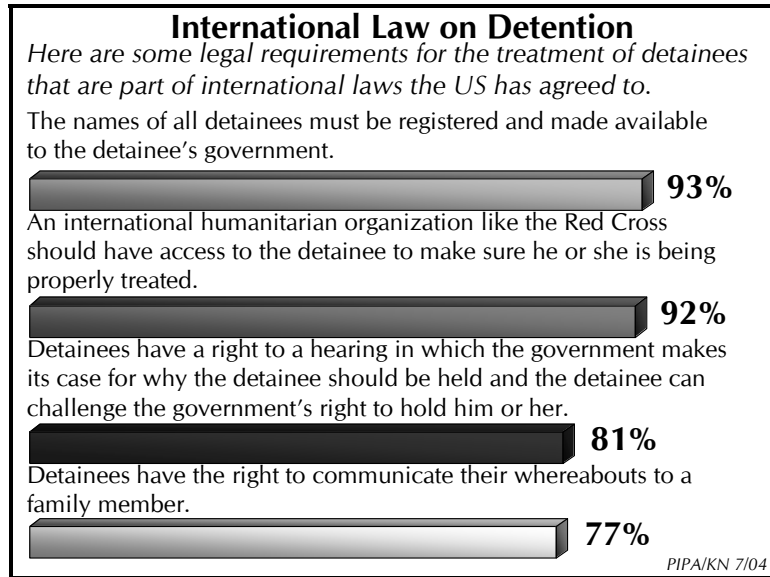 International Law on Detention
Here are some legal requirements for the treatment of detainees
that are part of international laws the US has agreed to.
The names of all detainees must be registered and made available
to the detainee's government.
93%
An international humanitarian organization like the Red Cross
should have access to the detainee to make sure he or she is being
properly treated.
92%
Detainees have a right to a hearing in which the government makes
its case for why the detainee should be held and the detainee can
challenge the government's right to hold him or her.
81%
Detainees have the right to communicate their whereabouts to a
family member.
77%
PIPA/KN 7/04